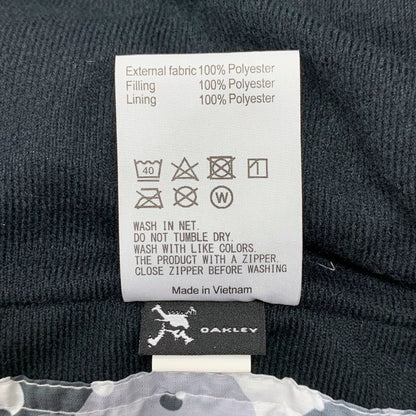 External fabric 100% Polyester
Filling 100% Polyester
Lining 100% Polyester
40
W
WASH IN NET.
DO NOT TUMBLE DRY.
WASH WITH LIKE COLORS.
THE PRODUCT WITH A ZIPPER.
CLOSE ZIPPER BEFORE WASHING
Made in Vietnam
OAKLEY